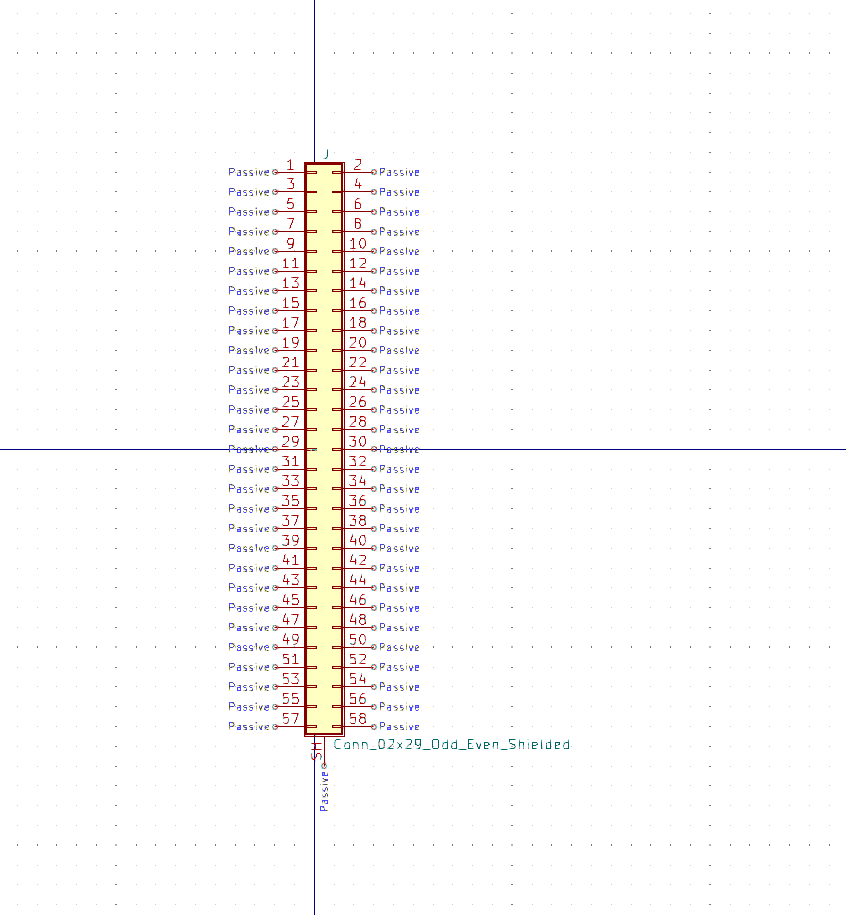 J
Passive 1 2 Passive
Passive 3 4 Passive
Passive 5 6 Passive
Passive 7 8 Passive
Passive 9 10 Passive
Passive 11 12 Passive
Passive 13 14 Passive
Passive 15 16 Passive
Passive 17 18 Passive
Passive 19 20 Passive
Passive 21 22 Passive
Passive 23 24 Passive
Passive 25 26 Passive
Passive 27 28 Passive
Passive 29 30 Passive
Passive 31 32 Passive
Passive 33 34 Passive
Passive 35 36 Passive
Passive 37 38 Passive
Passive 39 40 Passive
Passive 41 42 Passive
Passive 43 44 Passive
Passive 45 46 Passive
Passive 47 48 Passive
Passive 49 50 Passive
Passive 51 52 Passive
Passive 53 54 Passive
Passive 55 56 Passive
Passive 57 58 Passive
SH Conn_02x29_Odd_Even_Shielded
Passive